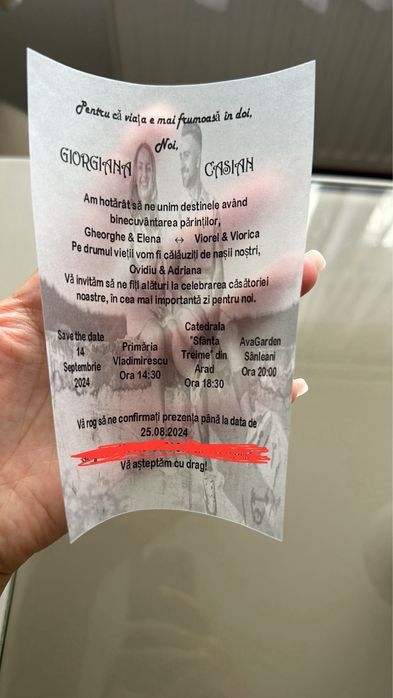 Pentru că viața e mai frumoasă în doi,
Noi,
GIORGIANA CASIAN
Am hotărât să ne unim destinele având
binecuvântarea părinților,
Gheorghe & Elena ↔ Viorel & Viorica
Pe drumul vieții vom fi călăuziți de nașii noștri,
Ovidiu & Adriana
Vă invităm să ne fiți alături la celebrarea căsătoriei
noastre, în cea mai importantă zi pentru noi.
Save the date
14
Septembrie
2024
Primăria
Vladimirescu
Ora 14:30
Catedrala
"Sfânta
Treime" din
Arad
Ora 18:30
AvaGarden
Sânleani
Ora 20:00
Vă rog să ne confirmați prezența până la data de
25.08.2024
Vă așteptăm cu drag!